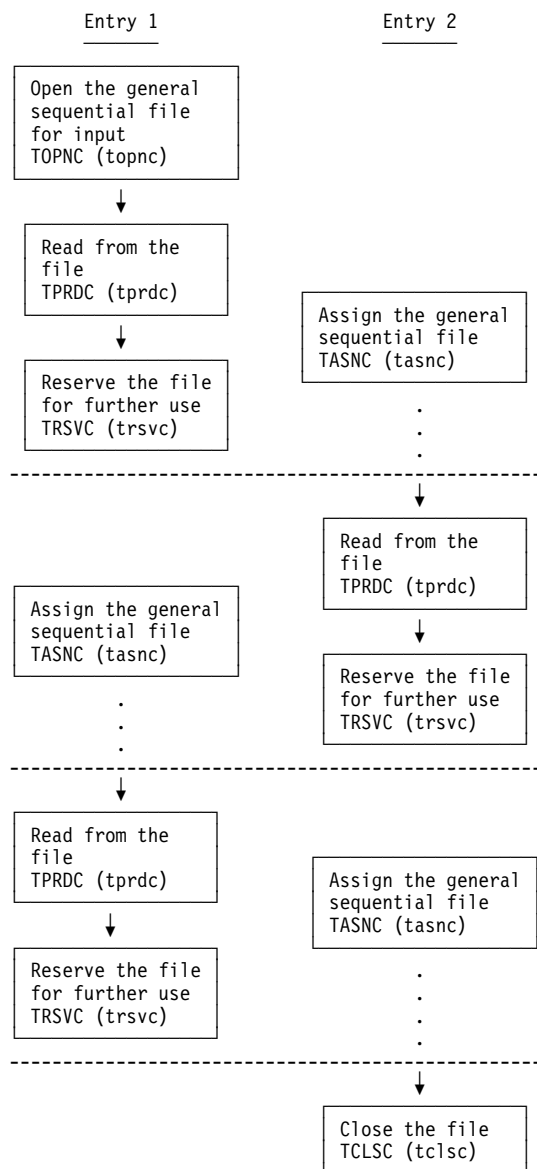 Entry 1
Entry 2
Open the general
sequential file
for input
TOPNC (topnc)
Read from the
file
TPRDC (tprdc)
Assign the general
sequential file
TASNC (tasnc)
Reserve the file
for further use
TRSVC (trsvc)
Read from the
file
TPRDC (tprdc)
Assign the general
sequential file
TASNC (tasnc)
Reserve the file
for further use
TRSVC (trsvc)
Read from the
file
TPRDC (tprdc)
Assign the general
sequential file
TASNC (tasnc)
Reserve the file
for further use
TRSVC (trsvc)
Close the file
TCLSC (tclsc)